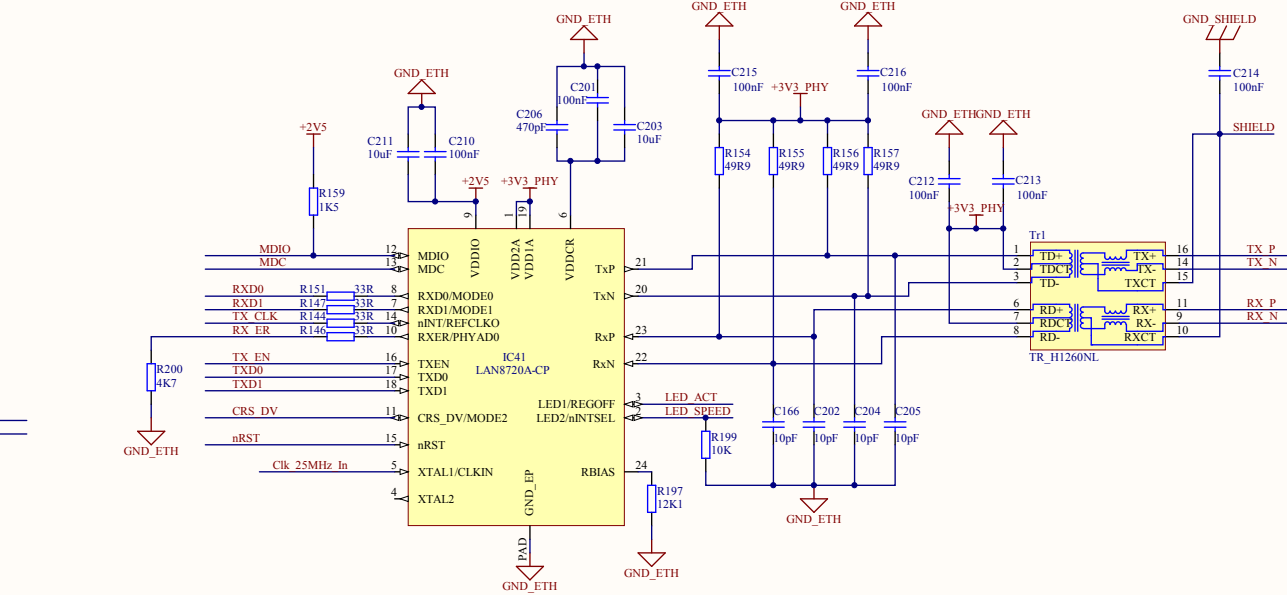 GND_ETH GND_ETH GND_SHIELD
GND_ETH
C215 100nF
C216 100nF
C214 100nF
GND_ETH
C201 100nF
+3V3_PHY
C206 470pF
C203 10uF
GND_ETH GND_ETH
SHIELD
+2V5
C211 10uF
C210 100nF
R154 49R9
R155 49R9
R156 49R9
R157 49R9
C212 100nF
C213 100nF
+2V5 +3V3_PHY
R159 1K5
+3V3_PHY
9 1 19 6
VDDIO VDD2A VDD1A VDDCR
Tr1
MDIO 12 MDIO
MDC 13 MDC
TxP 21
1 TD+ TX+ 16 TX_P
2 TDCT TX- 14 TX_N
3 TD- TXCT 15
RXD0 R151 33R 8 RXD0/MODE0
TxN 20
RXD1 R147 33R 7 RXD1/MODE1
6 RD+ RX+ 11 RX_P
TX_CLK R144 33R 14 nINT/REFCLKO
7 RDCT RX- 9 RX_N
RX_ER R146 33R 10 RXER/PHYAD0
RxP 23
8 RD- RXCT 10
TR_H1260NL
IC41
LAN8720A-CP
TX_EN 16 TXEN
RxN 22
R200 4K7
TXD0 17 TXD0
TXD1 18 TXD1
LED1/REGOFF 3 LED_ACT
CRS_DV 11 CRS_DV/MODE2
LED2/nINTSEL 2 LED_SPEED
C166 10pF
C202 10pF
C204 10pF
C205 10pF
nRST 15 nRST
R199 10K
GND_ETH
Clk_25MHz_In 5 XTAL1/CLKIN
RBIAS 24
4 XTAL2
GND_EP
R197 12K1
GND_ETH
PAD
GND_ETH
GND_ETH